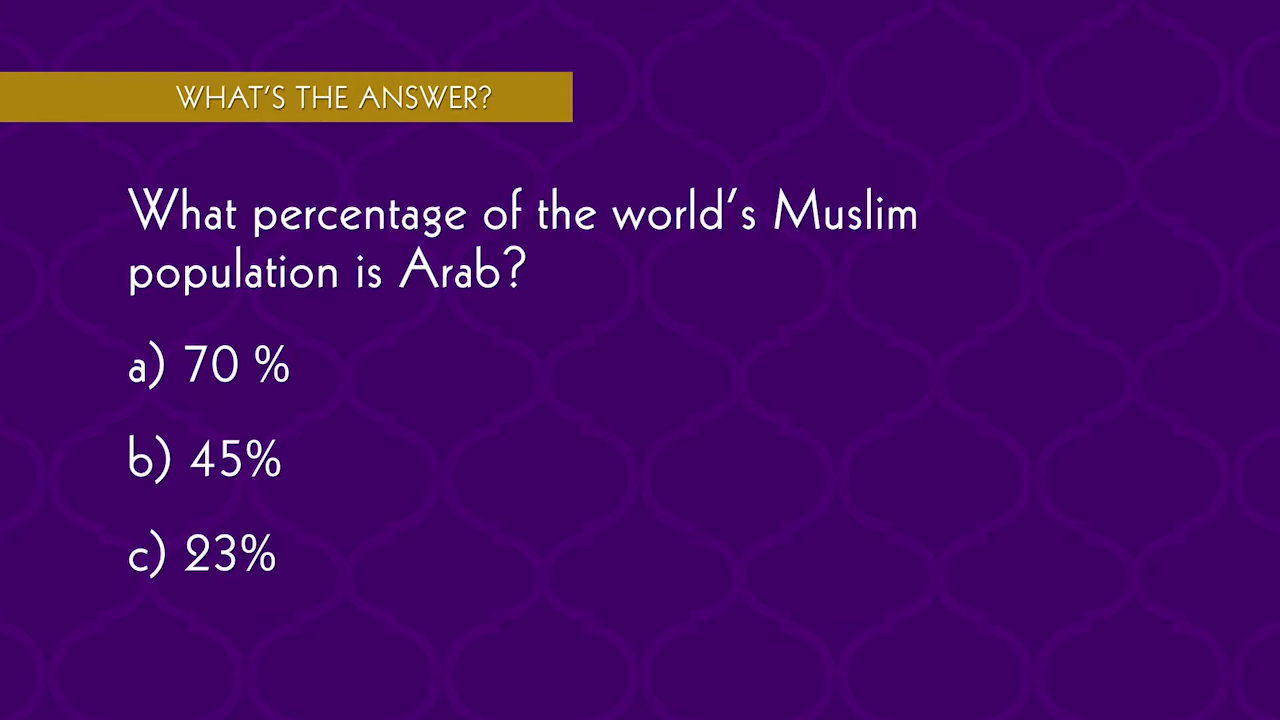 WHAT'S THE ANSWER?
What percentage of the world's Muslim
population is Arab?
a) 70 %
b) 45%
c) 23%